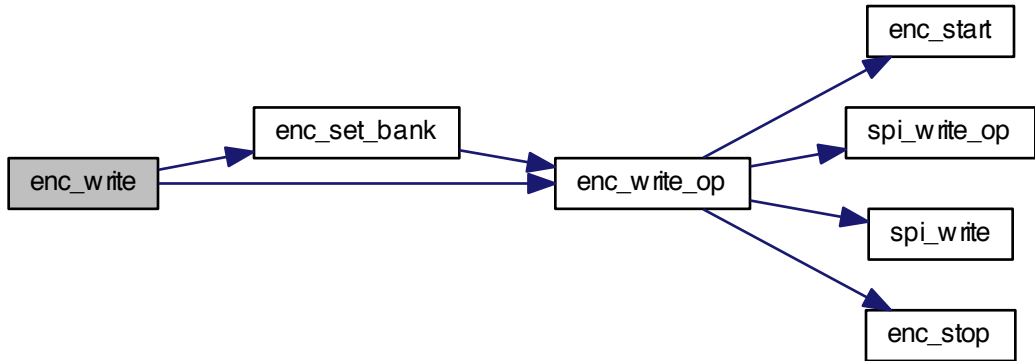 enc_start
enc_set_bank
spi_write_op
enc_write
enc_write_op
spi_write
enc_stop